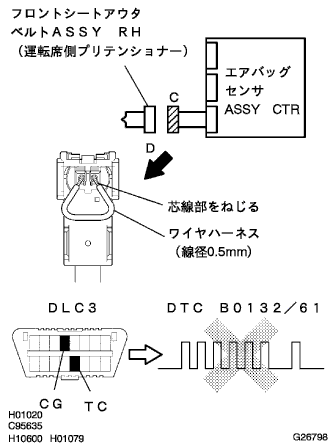 フロントシートアウタ
ベルトＡＳＳＹ　ＲＨ
（運転席側プリテンショナー）
エアバッグ
センサ
ＡＳＳＹ　ＣＴＲ
C
D
芯線部をねじる
ワイヤハーネス
（線径0.5mm）
ＤＬＣ３
ＤＴＣ　Ｂ０１３２／６１
ＣＧ
ＴＣ
H01020
C95635
H10600 H01079
G26798